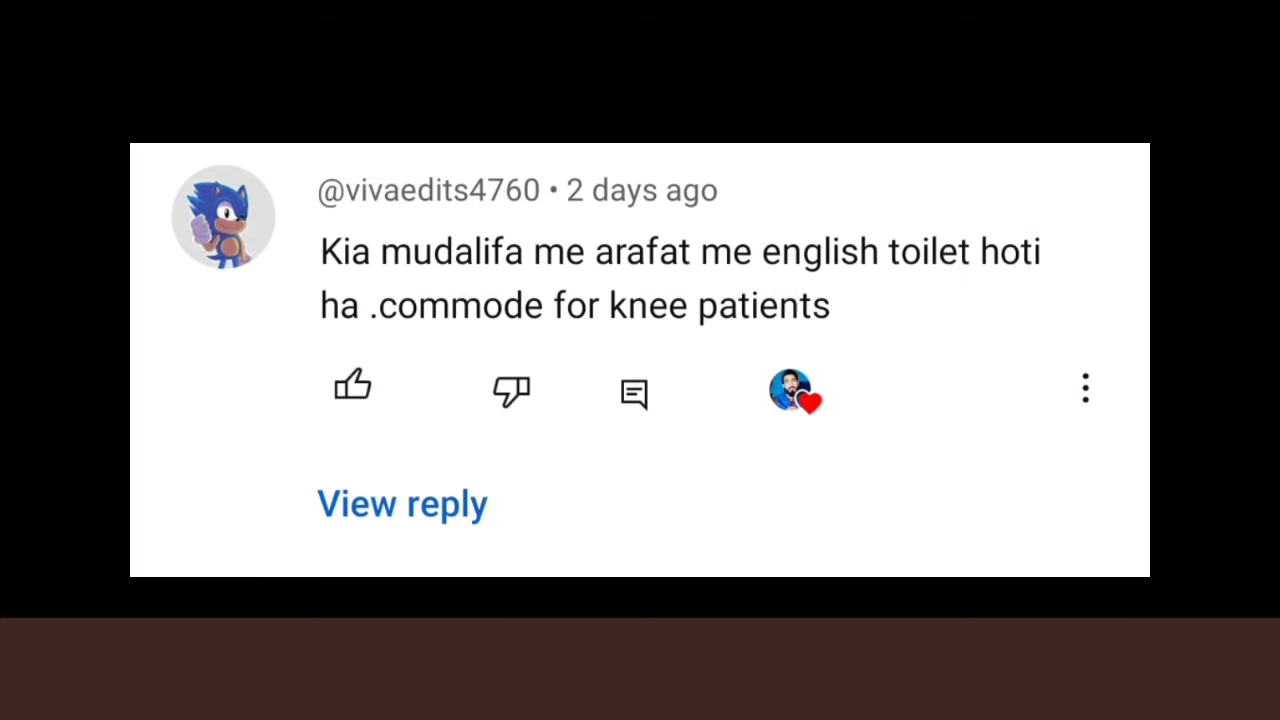 @vivaedits4760 • 2 days ago
Kia mudalifa me arafat me english toilet hoti
ha .commode for knee patients
View reply